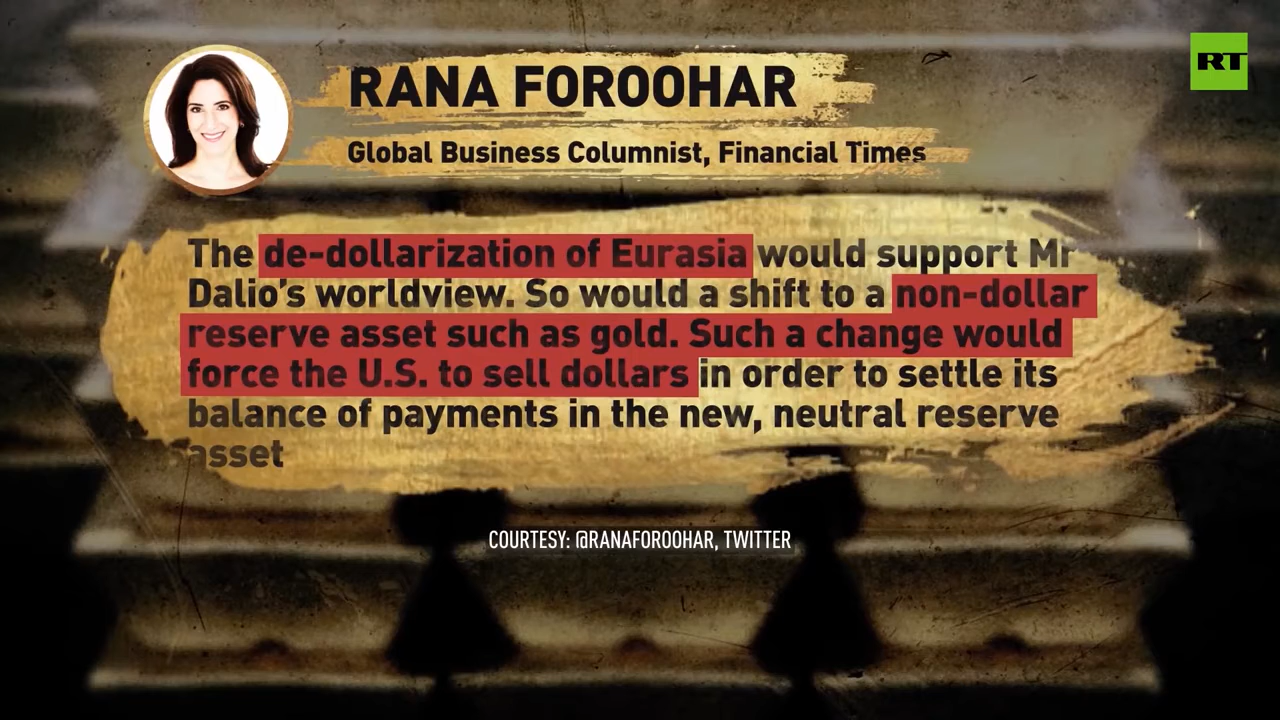 RT
RANA FOROOHAR
Global Business Columnist, Financial Times
The de-dollarization of Eurasia would support Mr
Dalio's worldview. So would a shift to a non-dollar
reserve asset such as gold. Such a change would
force the U.S. to sell dollars in order to settle its
balance of payments in the new, neutral reserve
asset
COURTESY: @RANAFOROOHAR, TWITTER